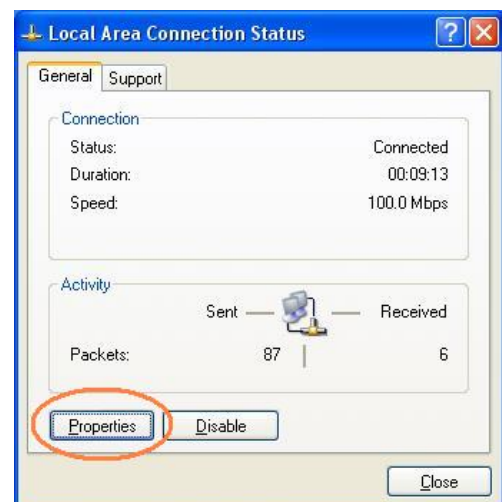 Local Area Connection Status
General Support
Connection
Status: Connected
Duration: 00:09:13
Speed: 100.0 Mbps
Activity
Sent Received
Packets: 87 6
Properties Disable
Close